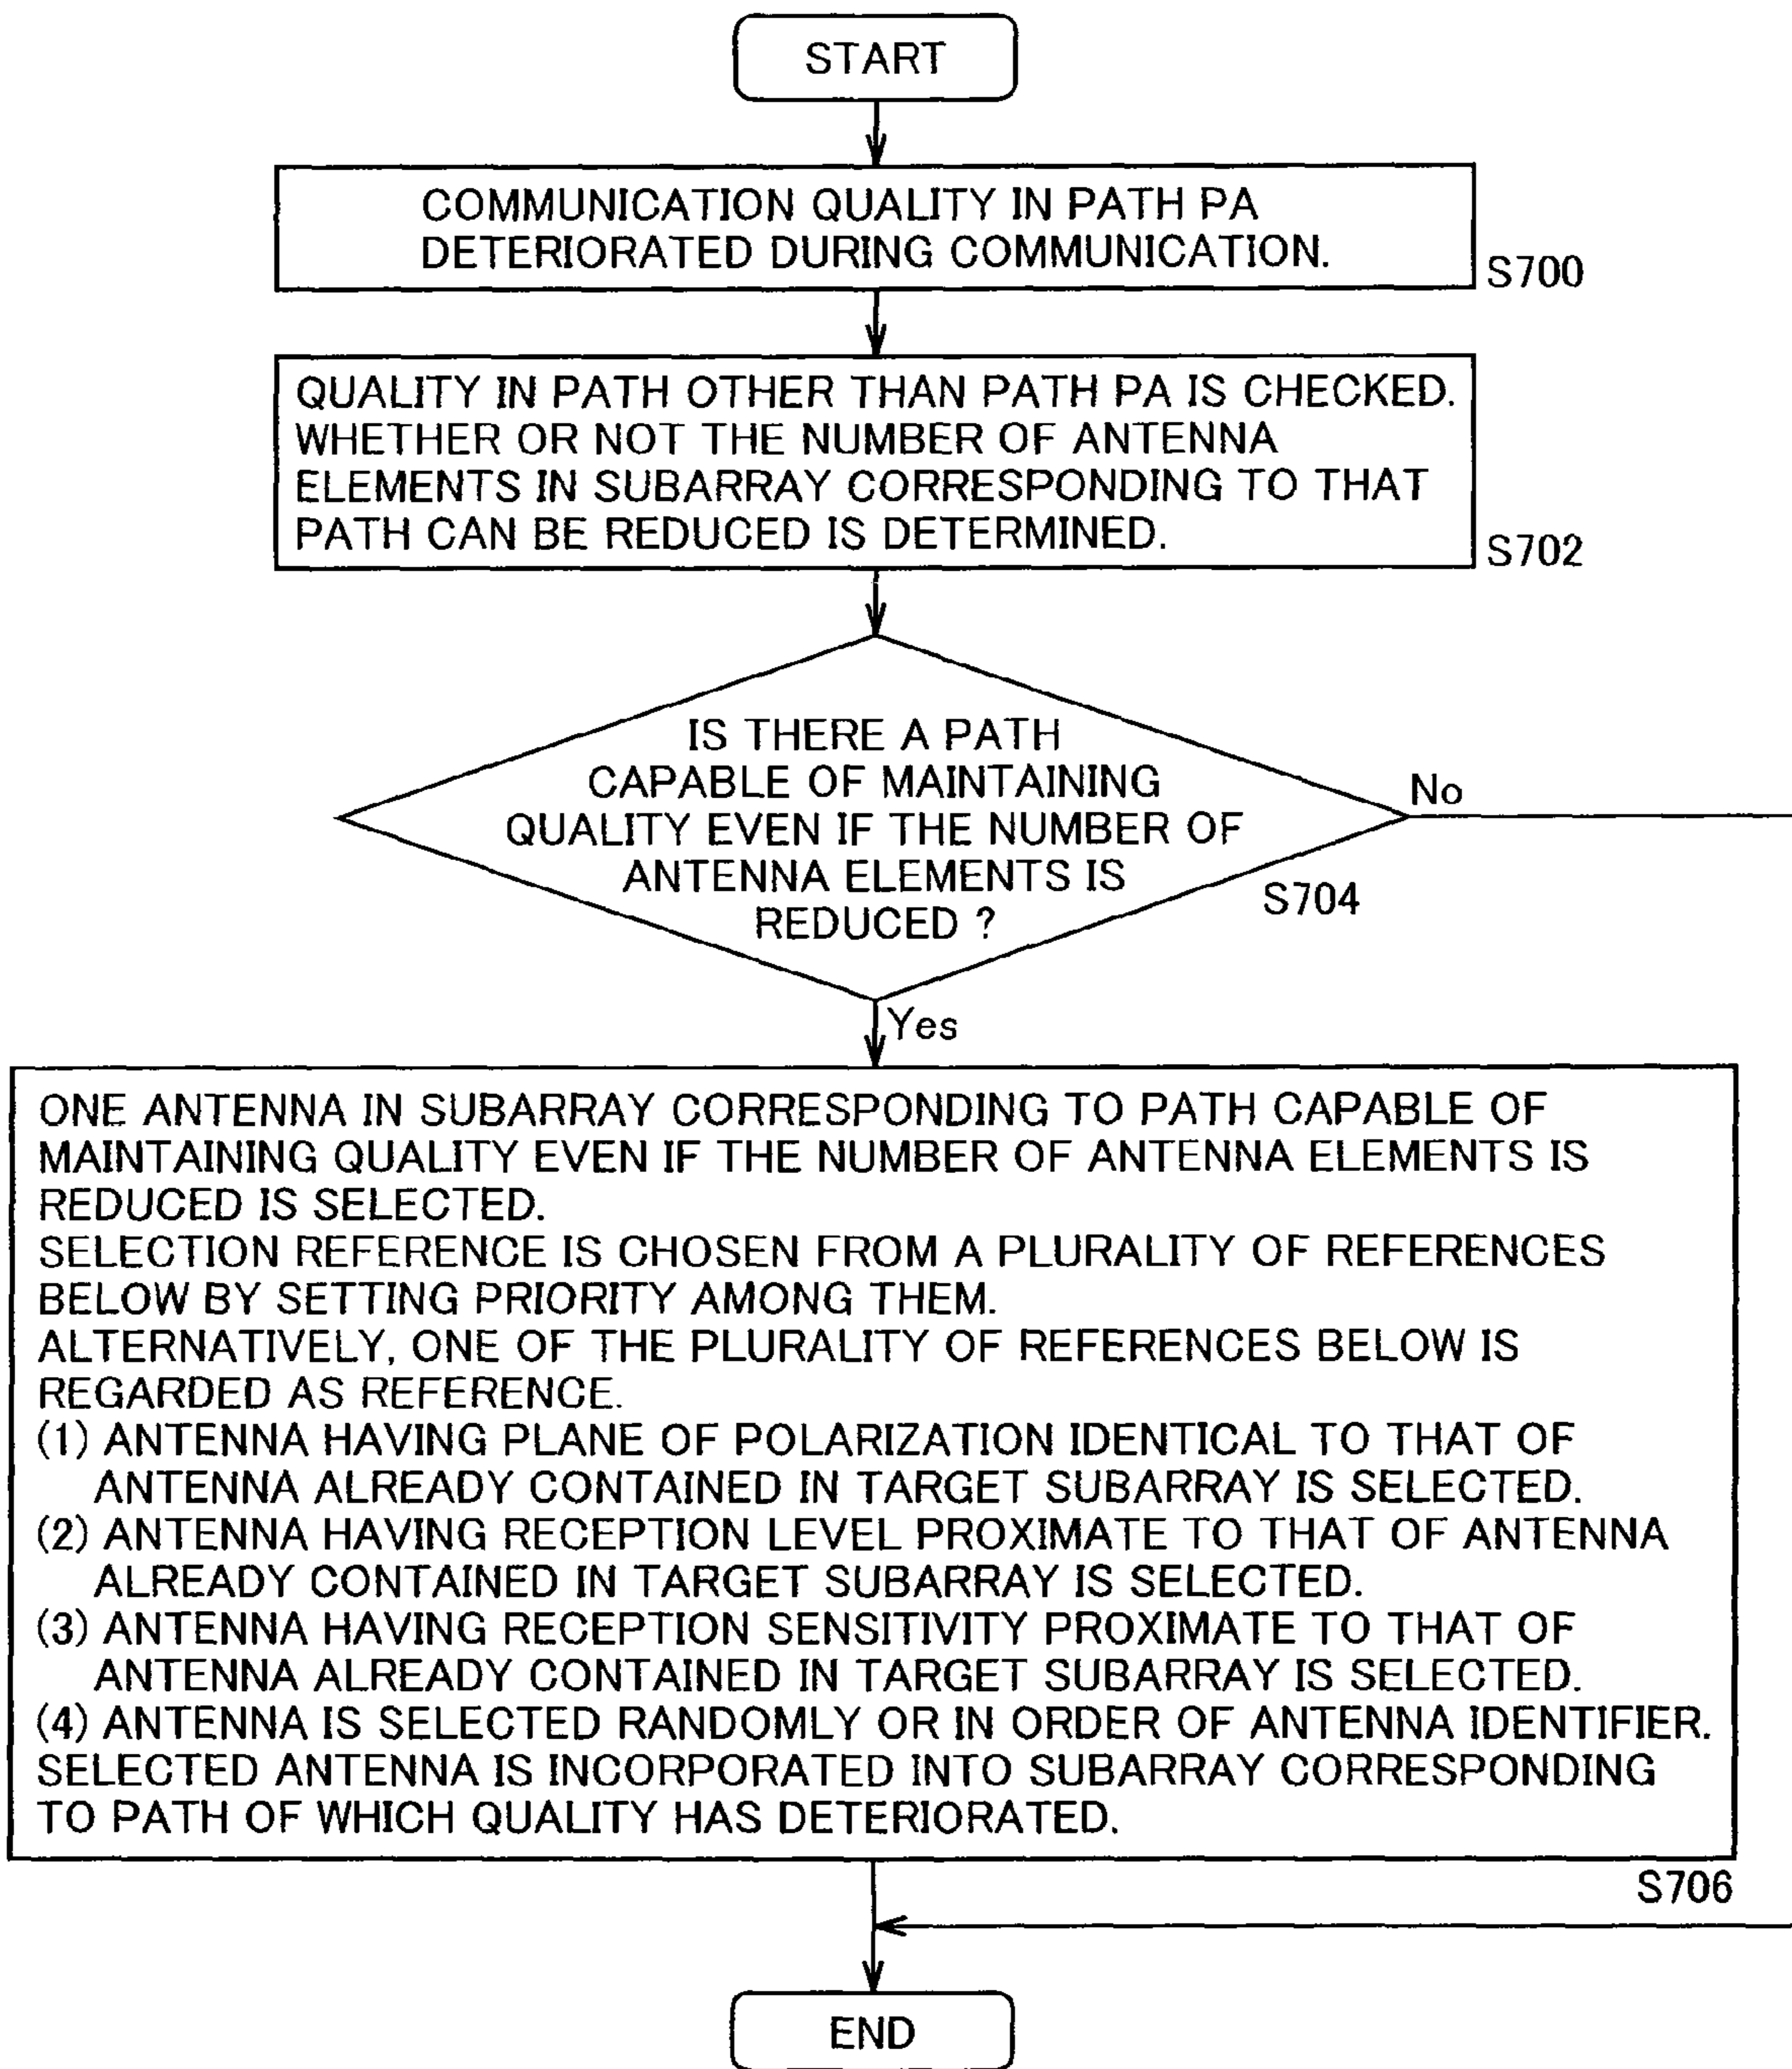 START
COMMUNICATION QUALITY IN PATH PA
DETERIORATED DURING COMMUNICATION.
S700
QUALITY IN PATH OTHER THAN PATH PA IS CHECKED.
WHETHER OR NOT THE NUMBER OF ANTENNA
ELEMENTS IN SUBARRAY CORRESPONDING TO THAT
PATH CAN BE REDUCED IS DETERMINED.
S702
IS THERE A PATH
CAPABLE OF MAINTAINING
QUALITY EVEN IF THE NUMBER OF
ANTENNA ELEMENTS IS
REDUCED ?
No
S704
Yes
ONE ANTENNA IN SUBARRAY CORRESPONDING TO PATH CAPABLE OF
MAINTAINING QUALITY EVEN IF THE NUMBER OF ANTENNA ELEMENTS IS
REDUCED IS SELECTED.
SELECTION REFERENCE IS CHOSEN FROM A PLURALITY OF REFERENCES
BELOW BY SETTING PRIORITY AMONG THEM.
ALTERNATIVELY, ONE OF THE PLURALITY OF REFERENCES BELOW IS
REGARDED AS REFERENCE.
(1) ANTENNA HAVING PLANE OF POLARIZATION IDENTICAL TO THAT OF
ANTENNA ALREADY CONTAINED IN TARGET SUBARRAY IS SELECTED.
(2) ANTENNA HAVING RECEPTION LEVEL PROXIMATE TO THAT OF ANTENNA
ALREADY CONTAINED IN TARGET SUBARRAY IS SELECTED.
(3) ANTENNA HAVING RECEPTION SENSITIVITY PROXIMATE TO THAT OF
ANTENNA ALREADY CONTAINED IN TARGET SUBARRAY IS SELECTED.
(4) ANTENNA IS SELECTED RANDOMLY OR IN ORDER OF ANTENNA IDENTIFIER.
SELECTED ANTENNA IS INCORPORATED INTO SUBARRAY CORRESPONDING
TO PATH OF WHICH QUALITY HAS DETERIORATED.
S706
END